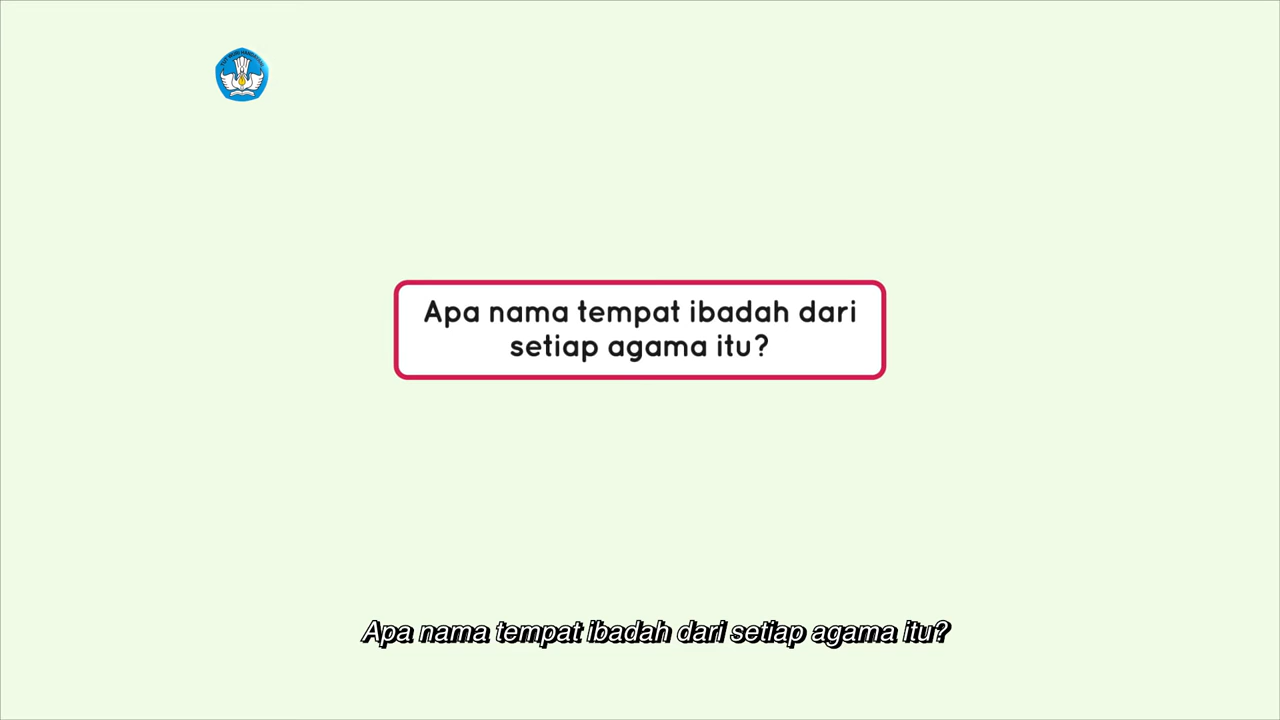 Apa nama tempat ibadah dari
setiap agama itu?
Apa nama tempat ibadah dari setiap agama itu?